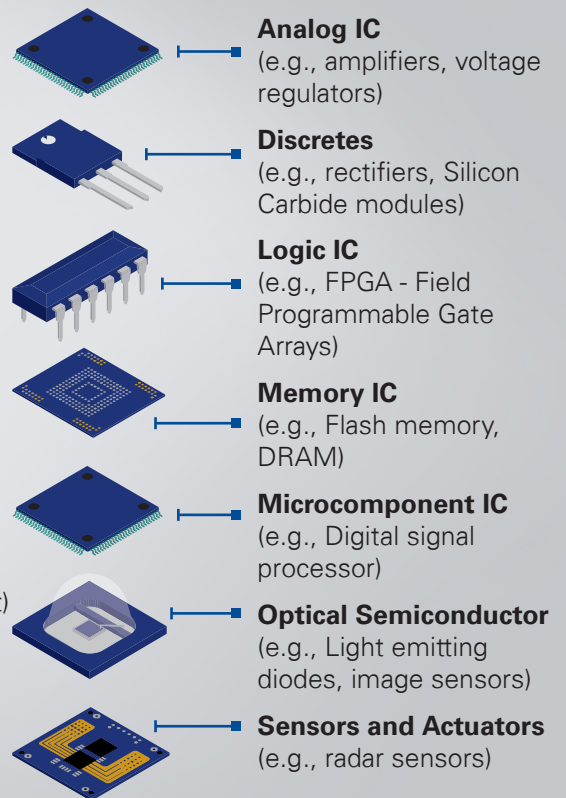 Analog IC
(e.g., amplifiers, voltage
regulators)
Discretes
(e.g., rectifiers, Silicon
Carbide modules)
Logic IC
(e.g., FPGA - Field
Programmable Gate
Arrays)
Memory IC
(e.g., Flash memory,
DRAM)
Microcomponent IC
(e.g., Digital signal
processor)
Optical Semiconductor
(e.g., Light emitting
diodes, image sensors)
Sensors and Actuators
(e.g., radar sensors)